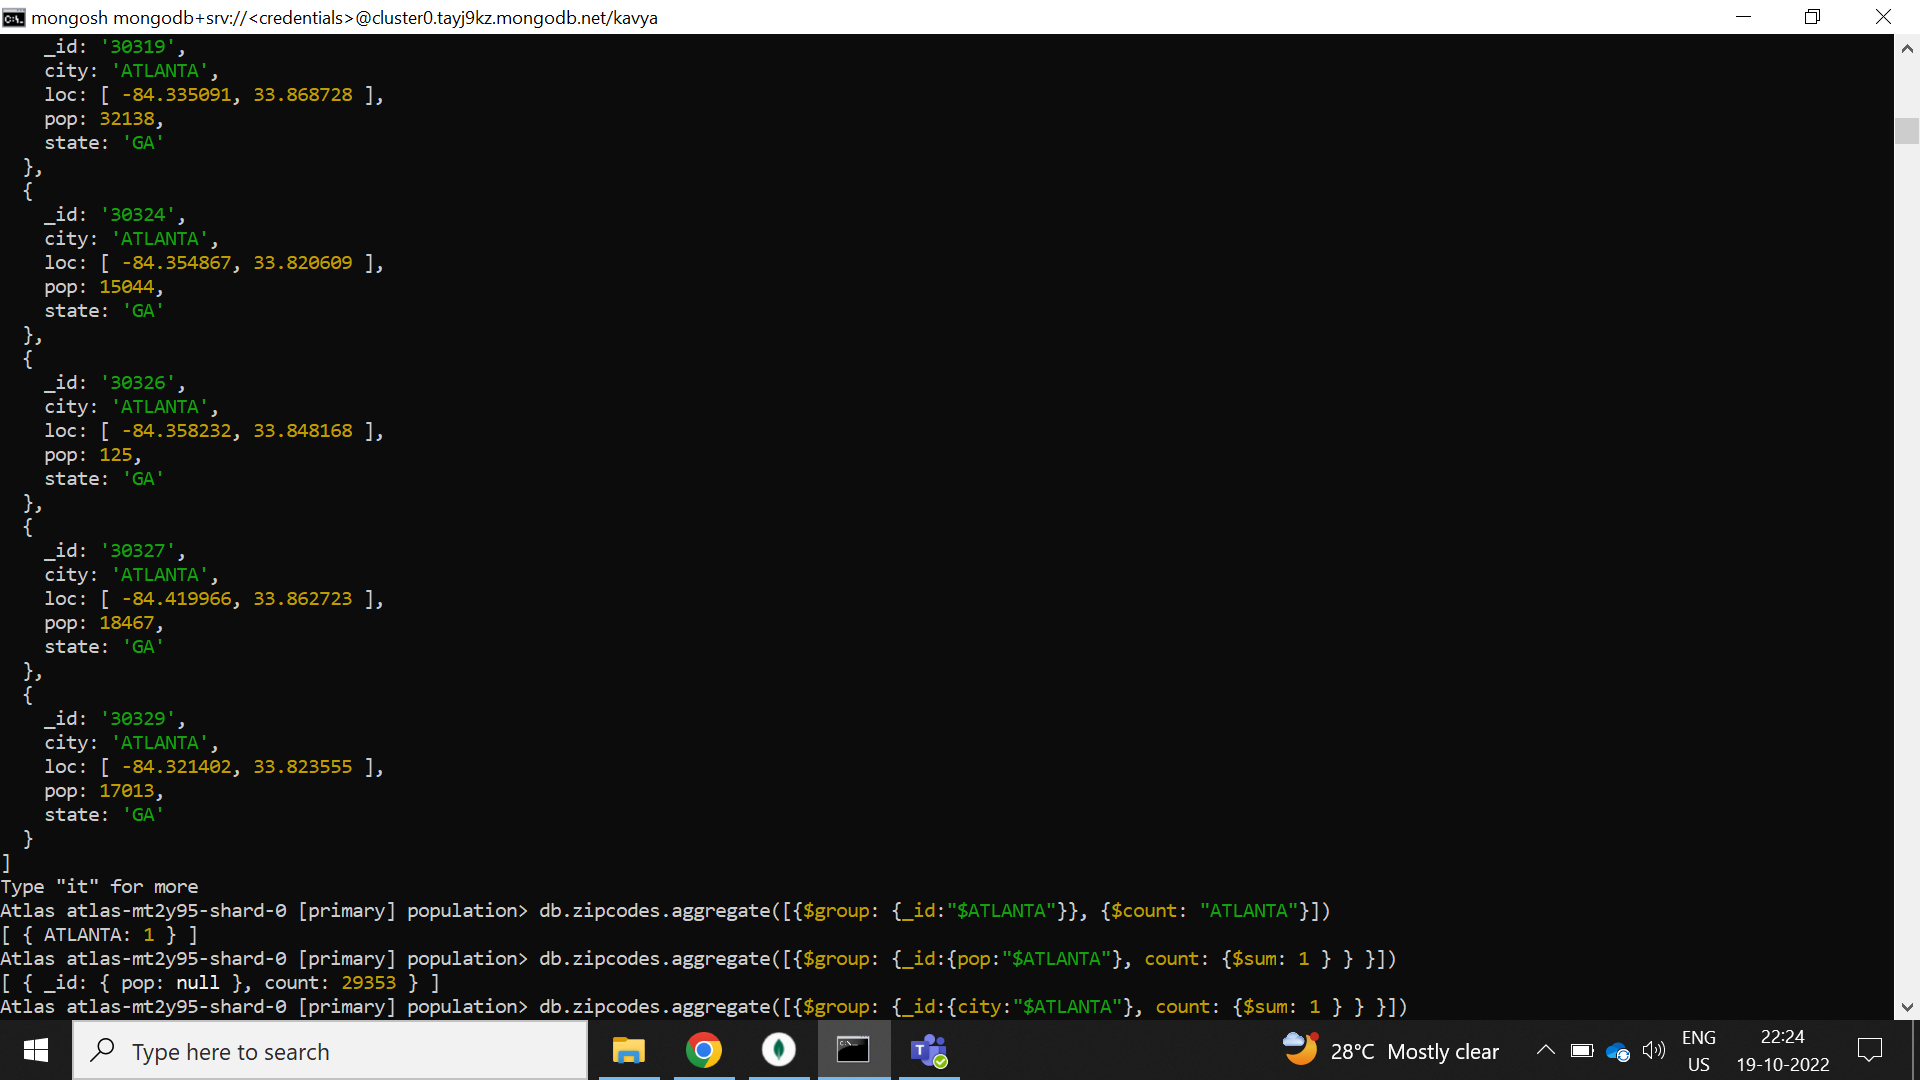 mongosh mongodb+srv://<credentials>@cluster0.tayj9kz.mongodb.net/kavya
_id: '30319',
city: 'ATLANTA',
loc: [ -84.335091, 33.868728 ],
pop: 32138,
state: 'GA'
},
{
_id: '30324',
city: 'ATLANTA',
loc: [ -84.354867, 33.820609 ],
pop: 15044,
state: 'GA'
},
{
_id: '30326',
city: 'ATLANTA',
loc: [ -84.358232, 33.848168 ],
pop: 125,
state: 'GA'
},
{
_id: '30327',
city: 'ATLANTA',
loc: [ -84.419966, 33.862723 ],
pop: 18467,
state: 'GA'
},
{
_id: '30329',
city: 'ATLANTA',
loc: [ -84.321402, 33.823555 ],
pop: 17013,
state: 'GA'
}
]
Type "it" for more
Atlas atlas-mt2y95-shard-0 [primary] population> db.zipcodes.aggregate([{$group: {_id:"$ATLANTA"}}, {$count: "ATLANTA"}])
[ { ATLANTA: 1 } ]
Atlas atlas-mt2y95-shard-0 [primary] population> db.zipcodes.aggregate([{$group: {_id:{pop:"$ATLANTA"}, count: {$sum: 1 } } }])
[ { _id: { pop: null }, count: 29353 } ]
Atlas atlas-mt2y95-shard-0 [primary] population> db.zipcodes.aggregate([{$group: {_id:{city:"$ATLANTA"}, count: {$sum: 1 } } }])
Type here to search
28°C Mostly clear
ENG
US
22:24
19-10-2022